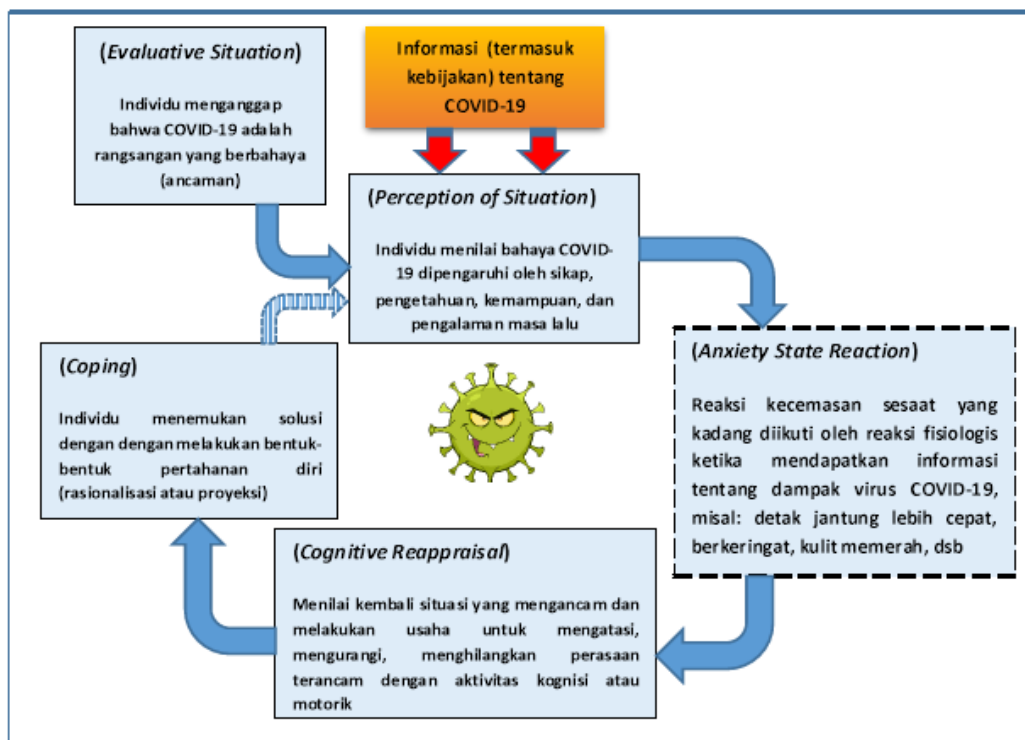 (Evaluative Situation)
Individu menganggap
bahwa COVID-19 adalah
rangsangan yang berbahaya
(ancaman)
Informasi (termasuk
kebijakan) tentang
COVID-19
(Perception of Situation)
Individu menilai bahaya COVID-
19 dipengaruhi oleh sikap,
pengetahuan, kemampuan, dan
pengalaman masa lalu
(Anxiety State Reaction)
Reaksi kecemasan sesaat yang
kadang diikuti oleh reaksi fisiologis
ketika mendapatkan informasi
tentang dampak virus COVID-19,
misal: detak jantung lebih cepat,
berkeringat, kulit memerah, dsb
(Cognitive Reappraisal)
Menilai kembali situasi yang mengancam dan
melakukan usaha untuk mengatasi,
mengurangi, menghilangkan perasaan
terancam dengan aktivitas kognisi atau
motorik
(Coping)
Individu menemukan solusi
dengan dengan melakukan bentuk-
bentuk pertahanan diri
(rasionalisasi atau proyeksi)